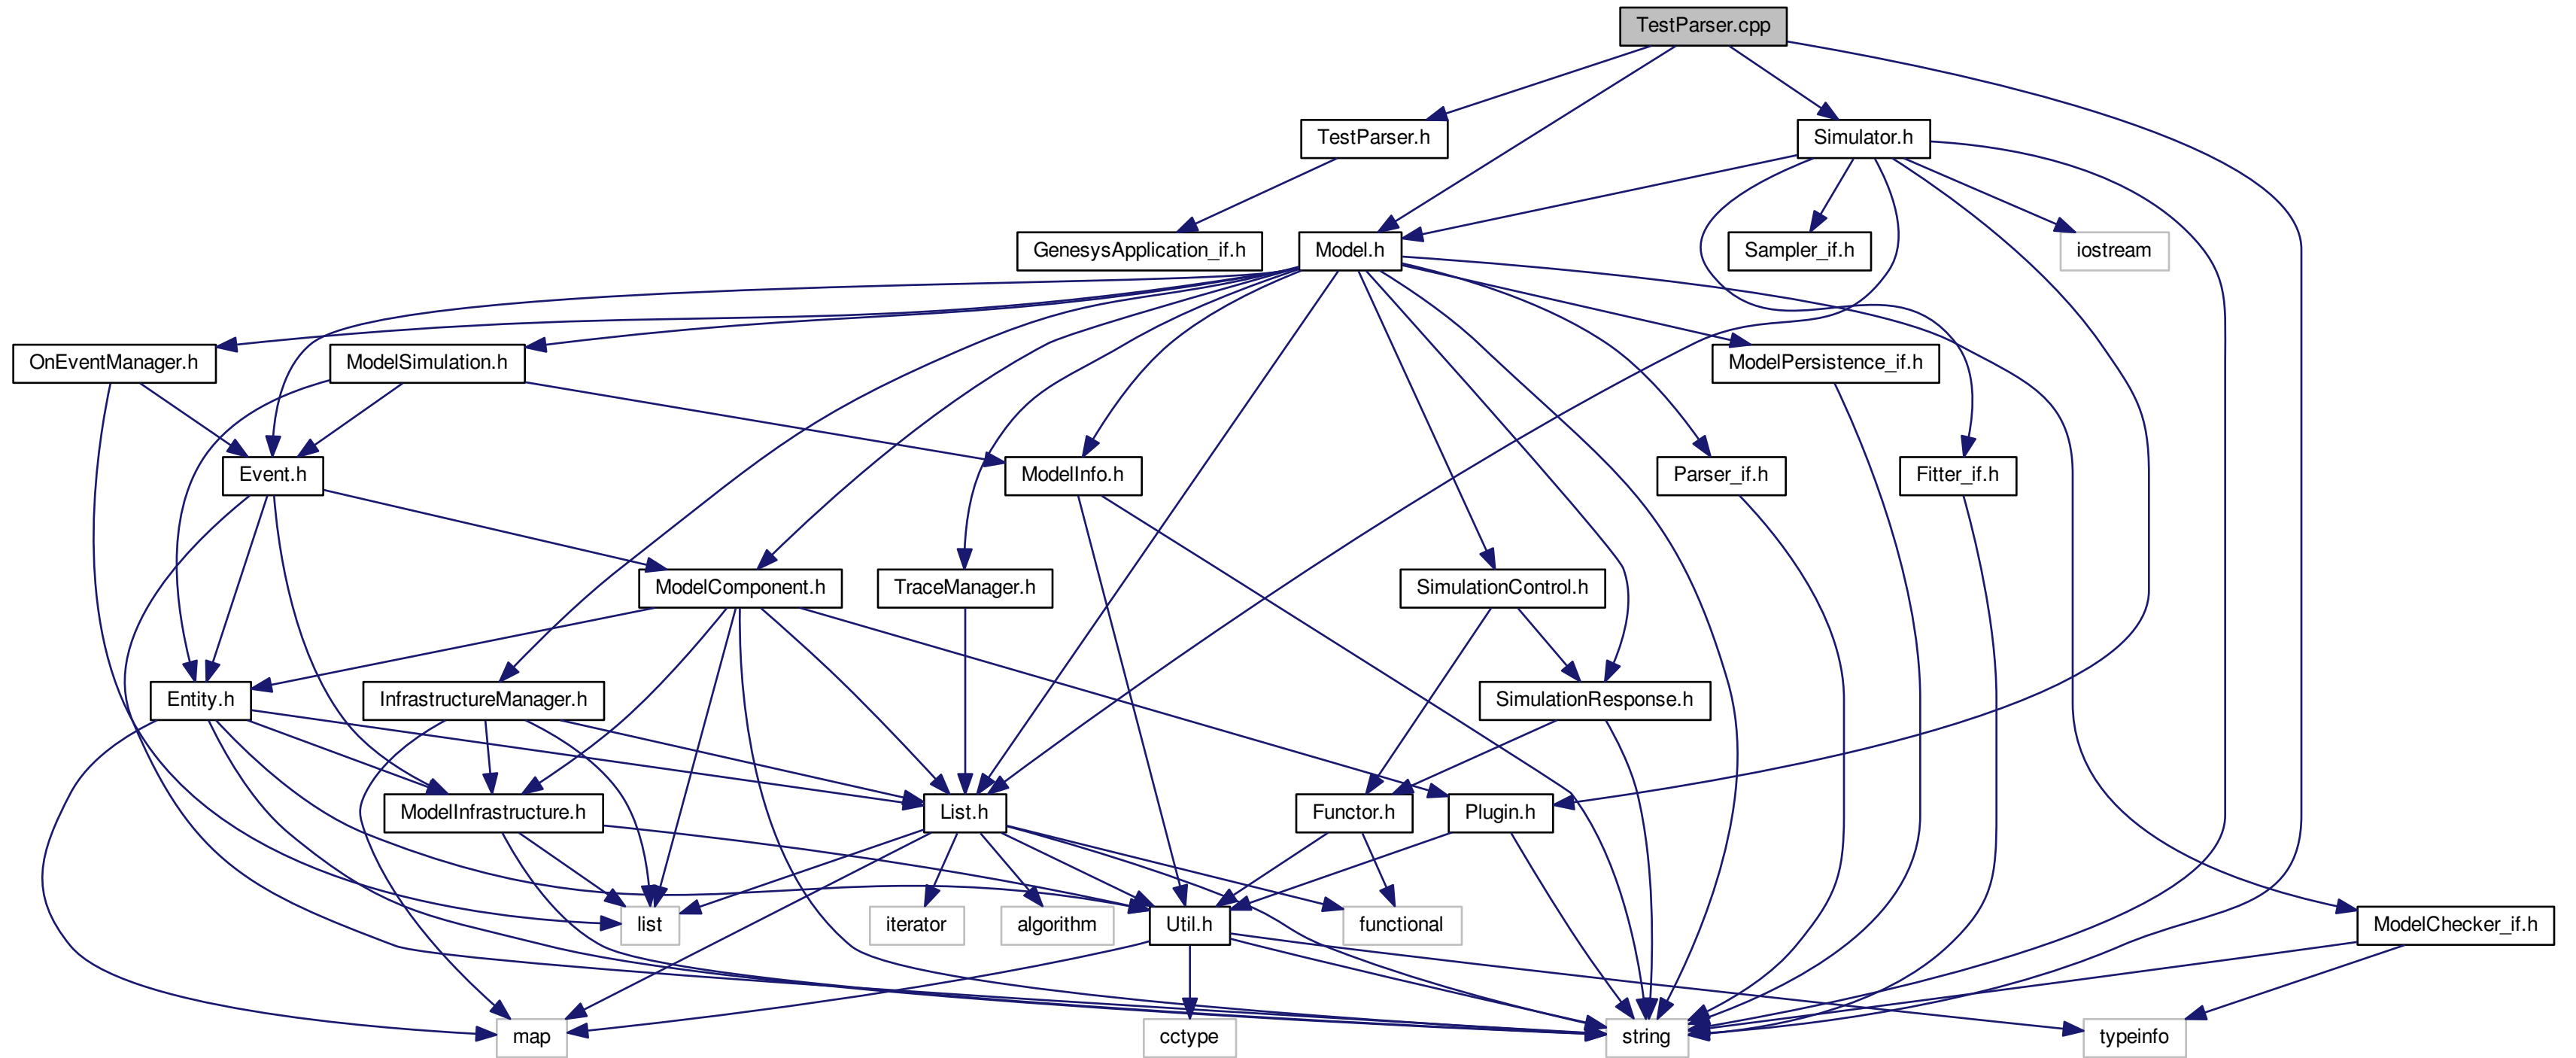 TestParser.cpp
TestParser.h
Simulator.h
GenesysApplication_if.h
Model.h
Sampler_if.h
iostream
OnEventManager.h
ModelSimulation.h
ModelPersistence_if.h
Event.h
ModelInfo.h
Parser_if.h
Fitter_if.h
ModelComponent.h
TraceManager.h
SimulationControl.h
Entity.h
InfrastructureManager.h
SimulationResponse.h
ModelInfrastructure.h
List.h
Functor.h
Plugin.h
list
iterator
algorithm
Util.h
functional
ModelChecker_if.h
map
cctype
string
typeinfo